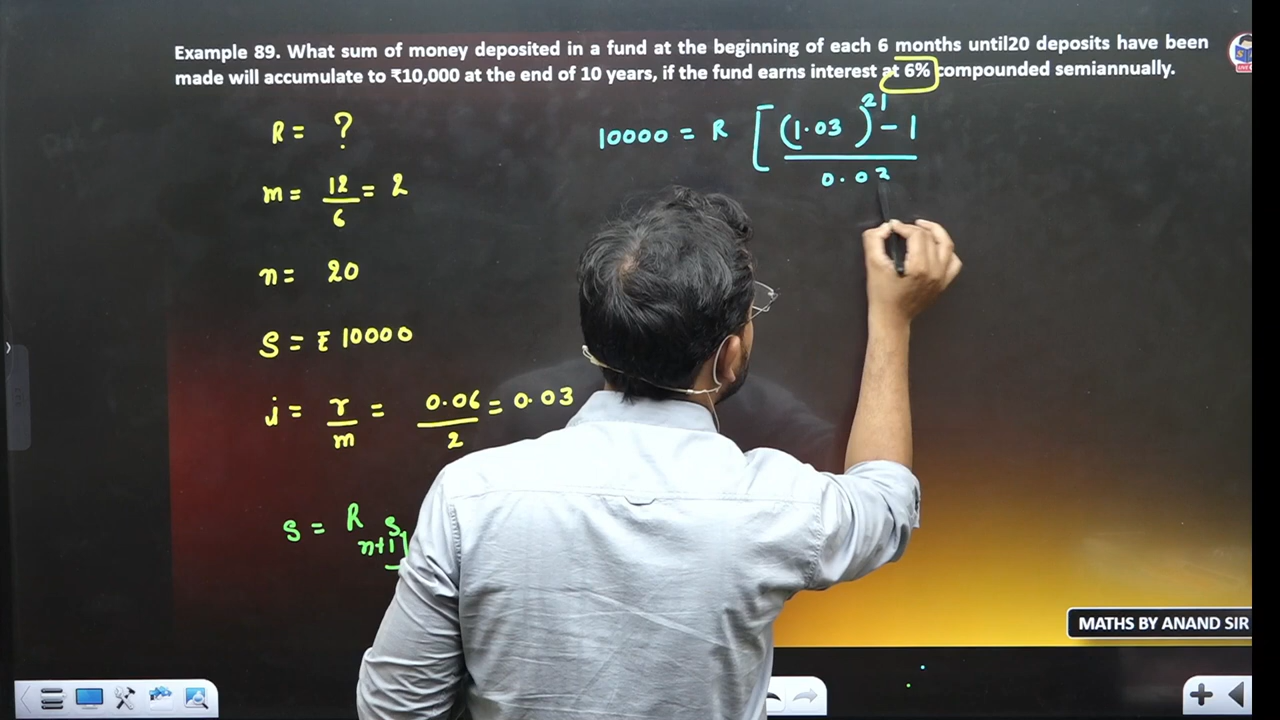 Example 89. What sum of money deposited in a fund at the beginning of each 6 months until20 deposits have been
made will accumulate to ₹10,000 at the end of 10 years, if the fund earns interest at 6% compounded semiannually.
R = ?
m = 12/6 = 2
n = 20
S = ₹ 10000
i = r/m = 0.06/2 = 0.03
S = R s n+1
10000 = R [ (1.03)^21 - 1 / 0.03
MATHS BY ANAND SIR